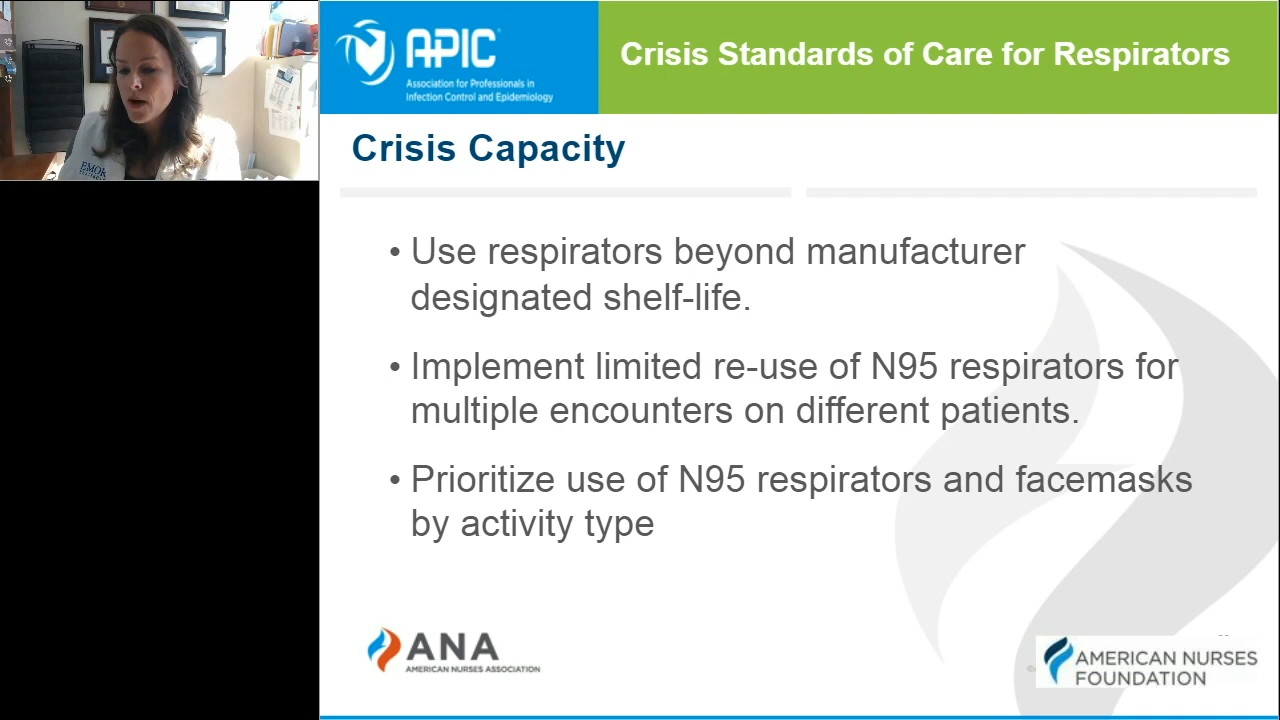 APIC
Association for Professionals in
Infection Control and Epidemiology
Crisis Standards of Care for Respirators
Crisis Capacity
• Use respirators beyond manufacturer
designated shelf-life.
• Implement limited re-use of N95 respirators for
multiple encounters on different patients.
• Prioritize use of N95 respirators and facemasks
by activity type
ANA
AMERICAN NURSES ASSOCIATION
AMERICAN NURSES
FOUNDATION